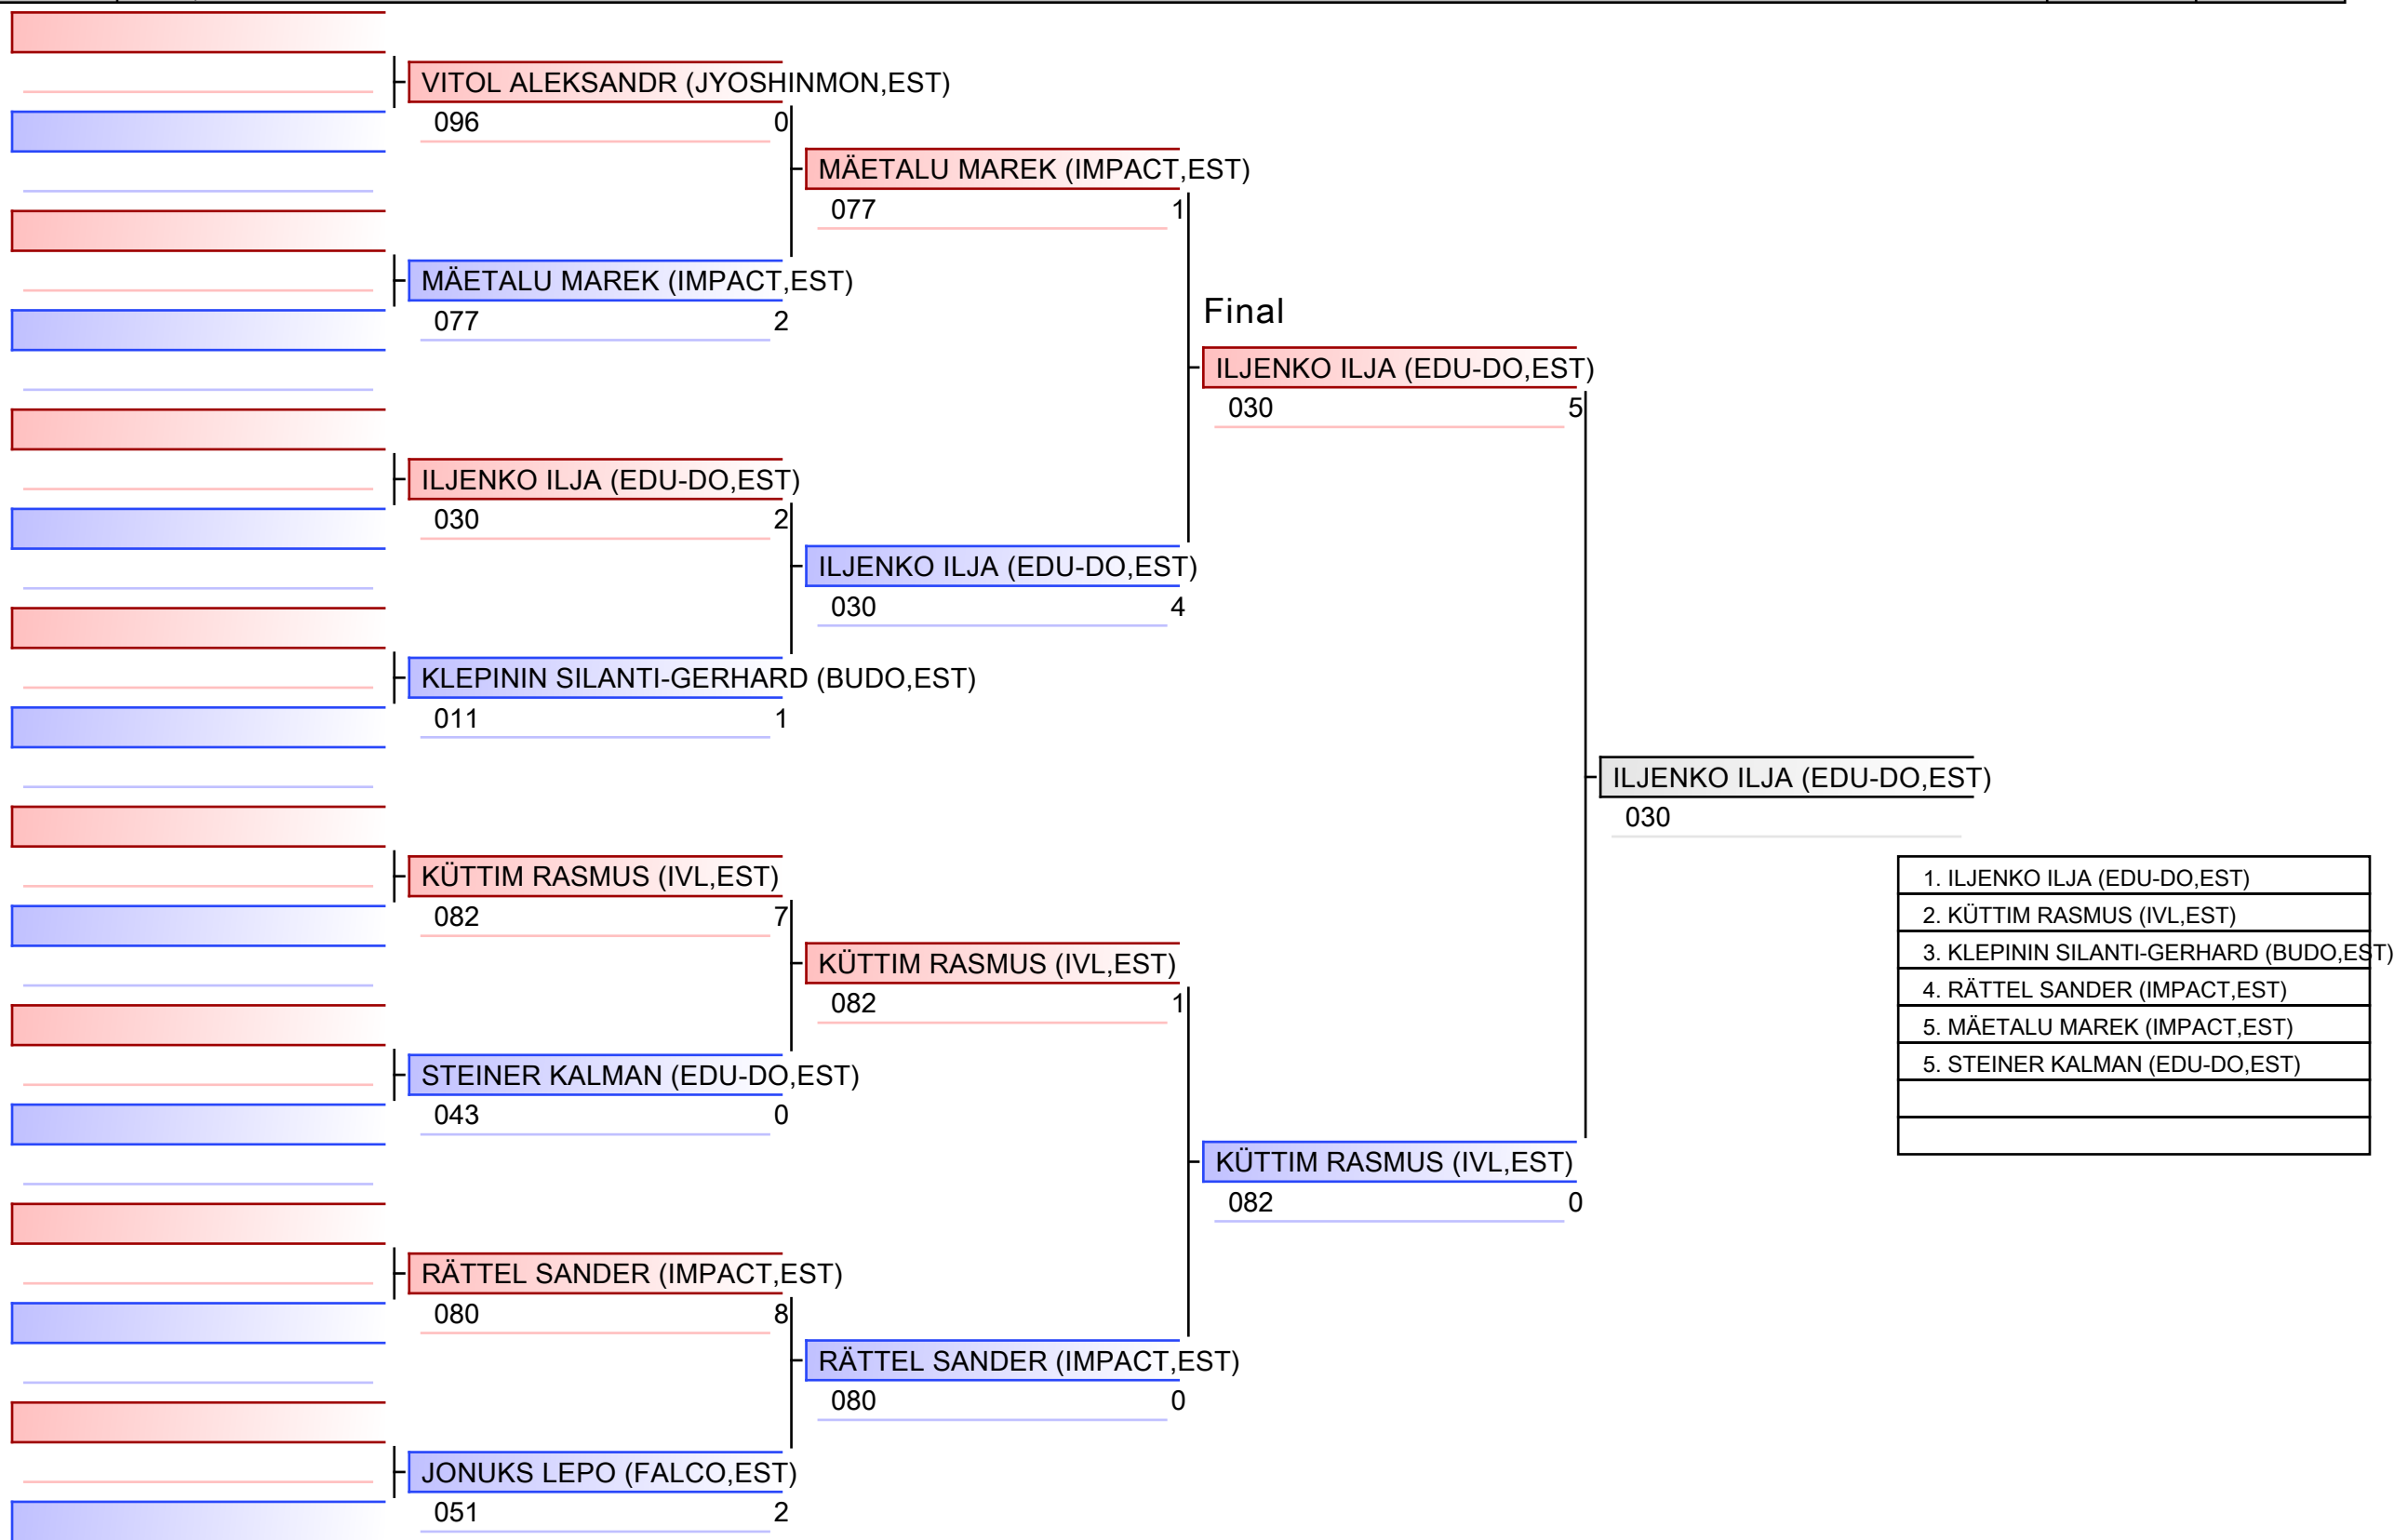 VITOL ALEKSANDR (JYOSHINMON,EST)
096 0
MÄETALU MAREK (IMPACT,EST)
077 1
MÄETALU MAREK (IMPACT,EST)
077 2
Final
ILJENKO ILJA (EDU-DO,EST)
030 5
ILJENKO ILJA (EDU-DO,EST)
030 2
ILJENKO ILJA (EDU-DO,EST)
030 4
KLEPININ SILANTI-GERHARD (BUDO,EST)
011 1
ILJENKO ILJA (EDU-DO,EST)
030
KÜTTIM RASMUS (IVL,EST)
082 7
KÜTTIM RASMUS (IVL,EST)
082 1
STEINER KALMAN (EDU-DO,EST)
043 0
KÜTTIM RASMUS (IVL,EST)
082 0
RÄTTEL SANDER (IMPACT,EST)
080 8
RÄTTEL SANDER (IMPACT,EST)
080 0
JONUKS LEPO (FALCO,EST)
051 2
1. ILJENKO ILJA (EDU-DO,EST)
2. KÜTTIM RASMUS (IVL,EST)
3. KLEPININ SILANTI-GERHARD (BUDO,EST)
4. RÄTTEL SANDER (IMPACT,EST)
5. MÄETALU MAREK (IMPACT,EST)
5. STEINER KALMAN (EDU-DO,EST)